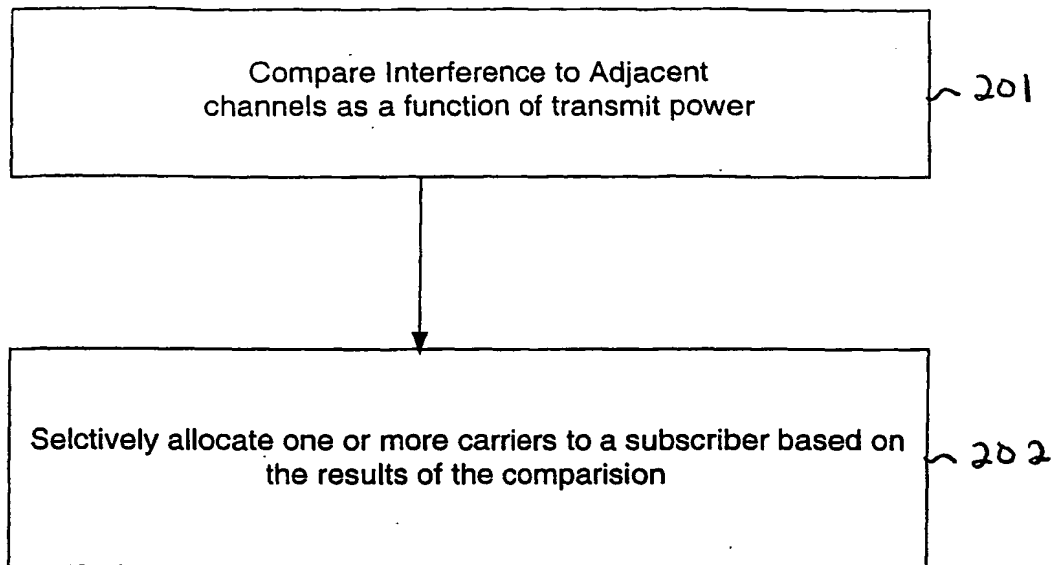 Compare Interference to Adjacent
channels as a function of transmit power
201
Selctively allocate one or more carriers to a subscriber based on
the results of the comparision
202